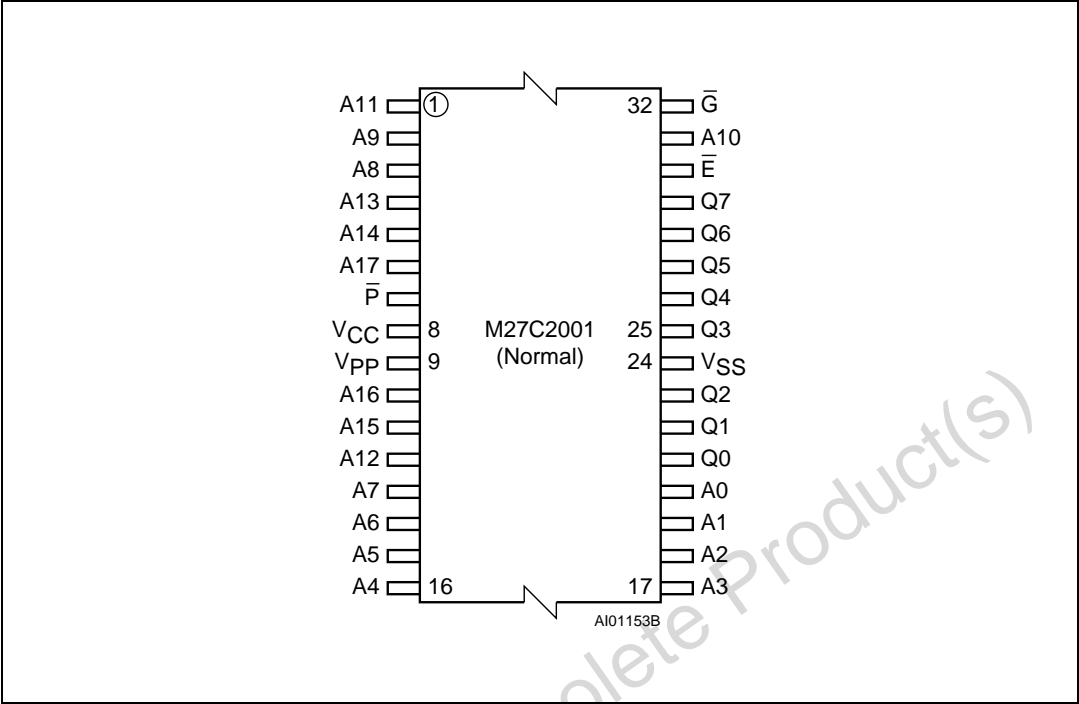 A11 1 32 G̅
A9 A10
A8 E̅
A13 Q7
A14 Q6
A17 Q5
P̅ Q4
VCC 8 M27C2001 25 Q3
VPP 9 (Normal) 24 VSS
A16 Q2
A15 Q1
A12 Q0
A7 A0
A6 A1
A5 A2
A4 16 17 A3
AI01153B
olete Product(s)